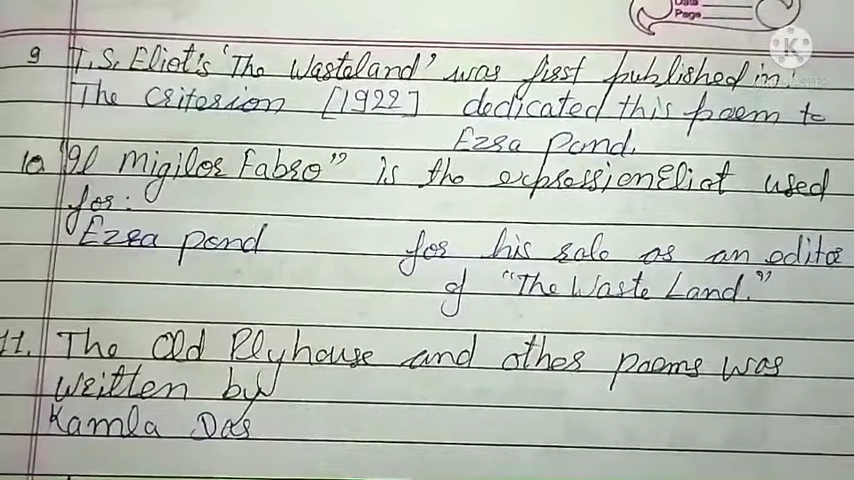 Date
Page
K
9 T.S. Eliot's 'The Wasteland' was first published in:
The Criterion [1922] dedicated this poem to
Ezra Pond.
10 "Il Migilor Fabro" is the expression Eliot used
for:
Ezra pond for his role as an editor
of "The Waste Land."
11. The Old Plyhouse and other poems was
written by
Kamla Das